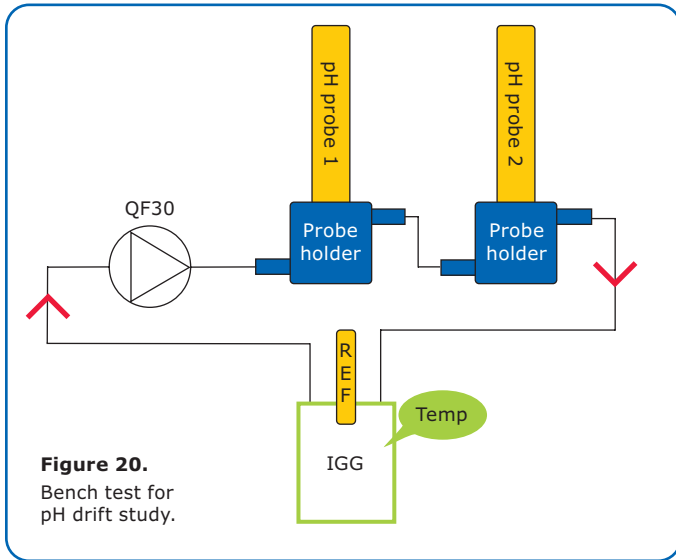 pH probe 1
pH probe 2
QF30
Probe
holder
Probe
holder
REF
Temp
IGG
Figure 20.
Bench test for
pH drift study.